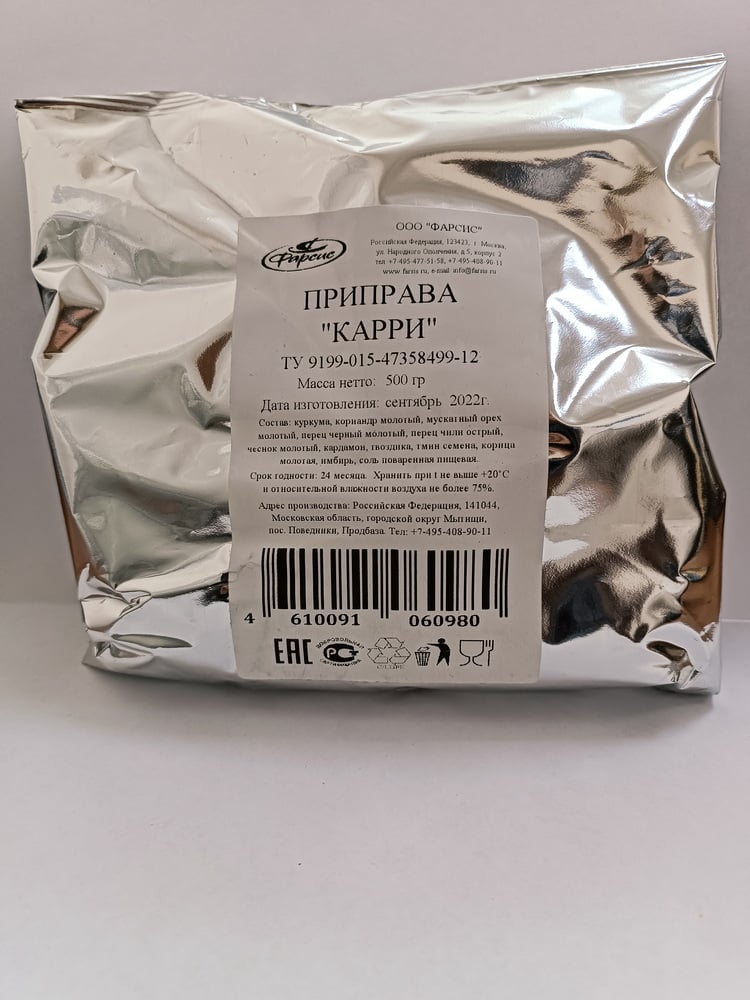 Фарсис
ООО "ФАРСИС"
Российская Федерация, 123423, г. Москва,
ул. Народного Ополчения, д.5, корпус 2
тел +7-495-477-51-58, +7-495-408-90-11
www.farsis.ru, e-mail: info@farsis.ru
ПРИПРАВА
"КАРРИ"
ТУ 9199-015-47358499-12
Масса нетто: 500 гр
Дата изготовления: сентябрь 2022г.
Состав: куркума, кориандр молотый, мускатный орех
молотый, перец черный молотый, перец чили острый,
чеснок молотый, кардамон, гвоздика, тмин семена, корица
молотая, имбирь, соль поваренная пищевая.
Срок годности: 24 месяца. Хранить при t не выше +20°С
и относительной влажности воздуха не более 75%.
Адрес производства: Российская Федерация, 141044,
Московская область, городской округ Мытищи,
пос. Поведники, Продбаза. Тел: +7-495-408-90-11
4 610091 060980
ЕАС
ДОБРОВОЛЬНАЯ
СЕРТИФИКАЦИЯ
C/LDPE